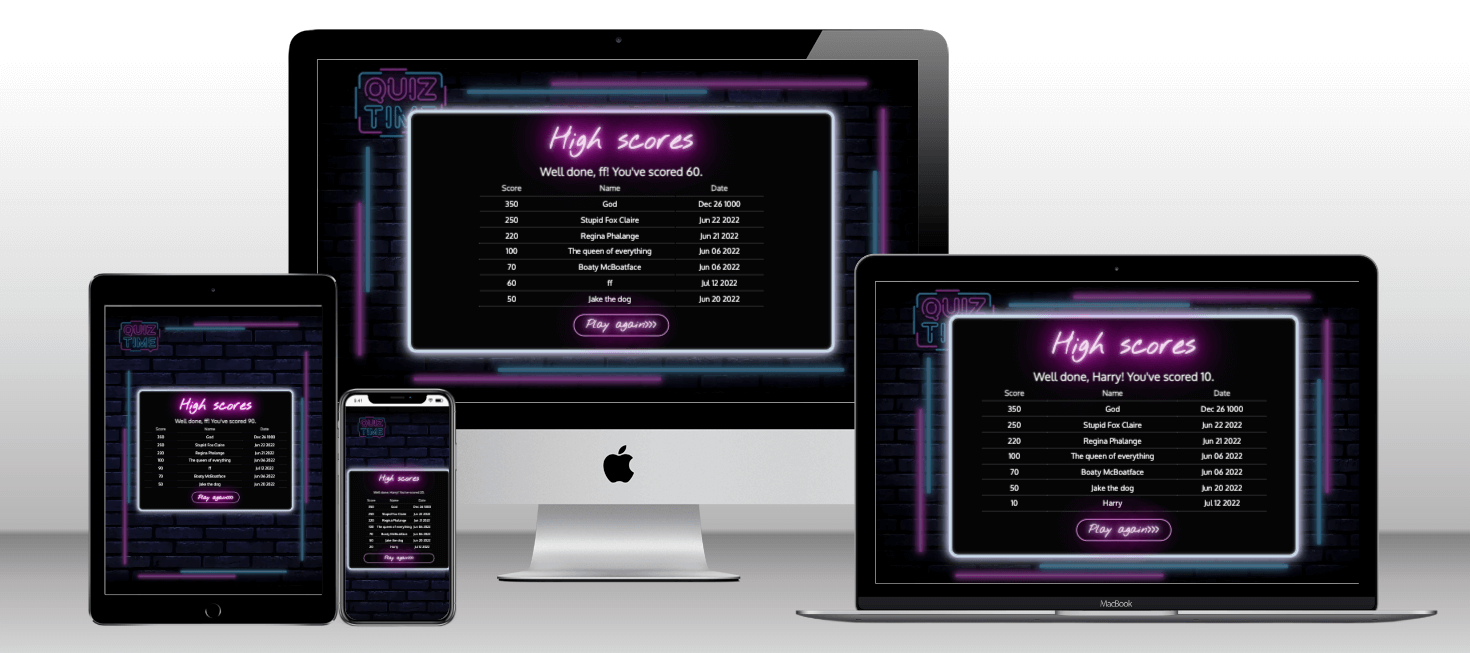 QUIZ
TIME
High scores
Well done, ff! You've scored 60.
Score Name Date
350 God Dec 26 1000
250 Stupid Fox Claire Jun 22 2022
220 Regina Phalange Jun 21 2022
100 The queen of everything Jun 06 2022
70 Boaty McBoatface Jun 06 2022
60 ff Jul 12 2022
50 Jake the dog Jun 20 2022
Play again>>>
QUIZ
TIME
High scores
Well done, ff! You've scored 90.
Score Name Date
350 God Dec 26 1000
250 Stupid Fox Claire Jun 22 2022
220 Regina Phalange Jun 21 2022
100 The queen of everything Jun 06 2022
90 ff Jul 12 2022
70 Boaty McBoatface Jun 06 2022
50 Jake the dog Jun 20 2022
Play again>>>
QUIZ
TIME
High scores
Score Name Date
350 God Dec 26 1000
250 Stupid Fox Claire Jun 22 2022
220 Regina Phalange Jun 21 2022
100 The queen of everything Jun 06 2022
70 Boaty McBoatface Jun 06 2022
50 Jake the dog Jun 20 2022
Harry Jul 12 2022
Play again>>>
QUIZ
TI
High scores
Well done, Harry! You've scored 10.
Score Name Date
350 God Dec 26 1000
250 Stupid Fox Claire Jun 22 2022
220 Regina Phalange Jun 21 2022
100 The queen of everything Jun 06 2022
70 Boaty McBoatface Jun 06 2022
50 Jake the dog Jun 20 2022
10 Harry Jul 12 2022
Play again>>>
MacBook